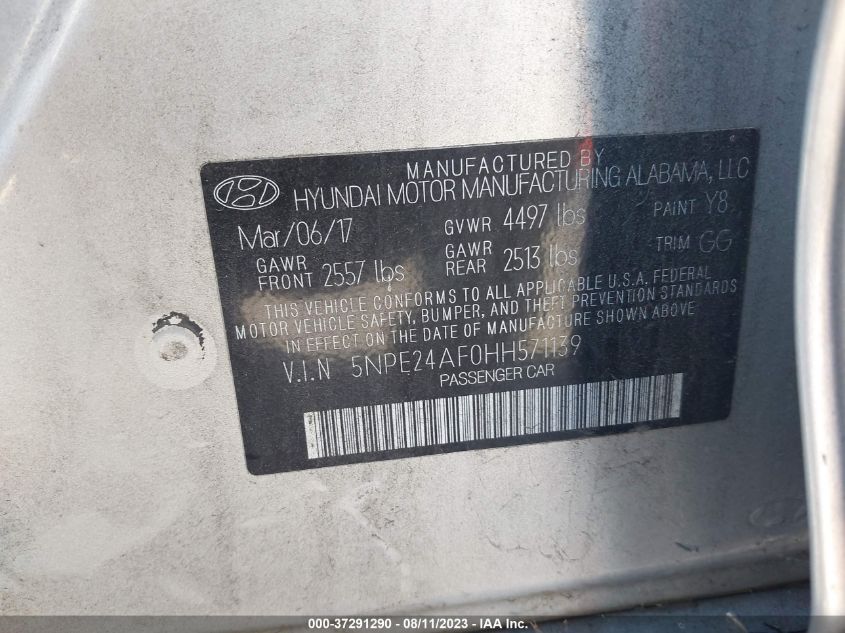 MANUFACTURED BY
HYUNDAI MOTOR MANUFACTURING ALABAMA, LLC
Mar/06/17 GVWR 4497 lbs PAINT Y8
GAWR FRONT 2557 lbs GAWR REAR 2513 lbs TRIM GG
THIS VEHICLE CONFORMS TO ALL APPLICABLE U.S.A. FEDERAL
MOTOR VEHICLE SAFETY, BUMPER, AND THEFT PREVENTION STANDARDS
IN EFFECT ON THE DATE OF MANUFACTURE SHOWN ABOVE
V.I.N 5NPE24AF0HH571139
PASSENGER CAR
000-37291290 - 08/11/2023 - IAAI.COM